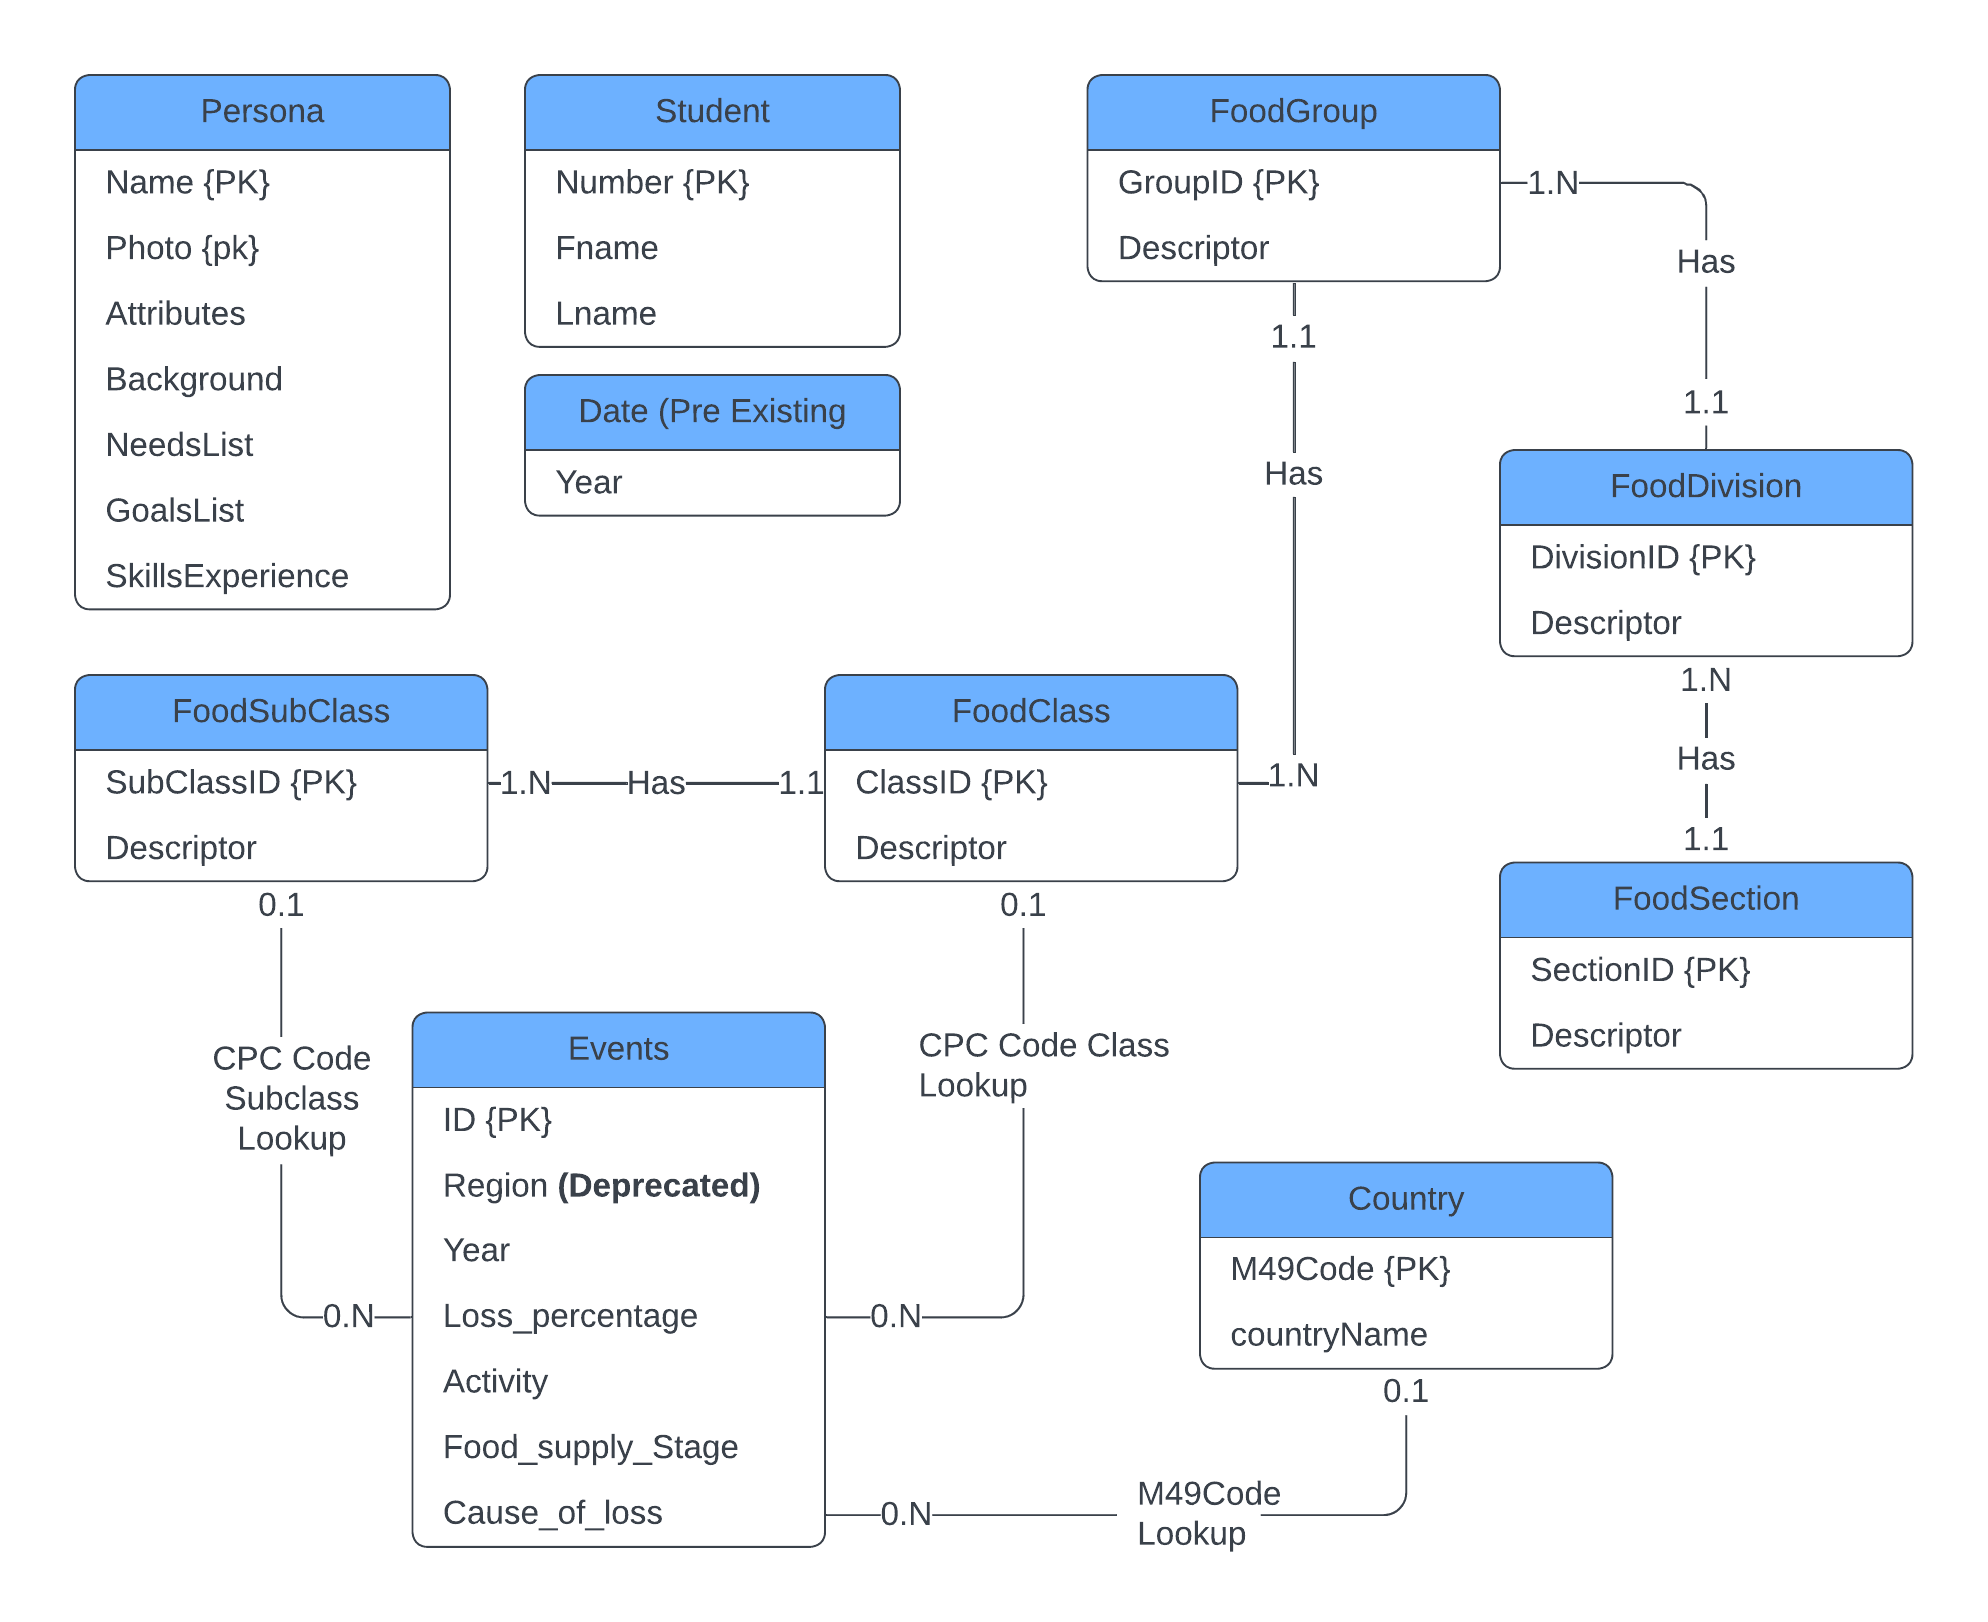 Persona
Name {PK}
Photo {pk}
Attributes
Background
NeedsList
GoalsList
SkillsExperience
Student
Number {PK}
Fname
Lname
Date (Pre Existing
Year
FoodGroup
GroupID {PK}
Descriptor
1.N
Has
1.1
1.1
Has
1.N
FoodDivision
DivisionID {PK}
Descriptor
1.N
Has
1.1
FoodSection
SectionID {PK}
Descriptor
FoodSubClass
SubClassID {PK}
Descriptor
1.N
Has
1.1
FoodClass
ClassID {PK}
Descriptor
0.1
CPC Code
Subclass
Lookup
0.N
0.1
CPC Code Class
Lookup
0.N
Events
ID {PK}
Region (Deprecated)
Year
Loss_percentage
Activity
Food_supply_Stage
Cause_of_loss
Country
M49Code {PK}
countryName
0.1
M49Code
Lookup
0.N